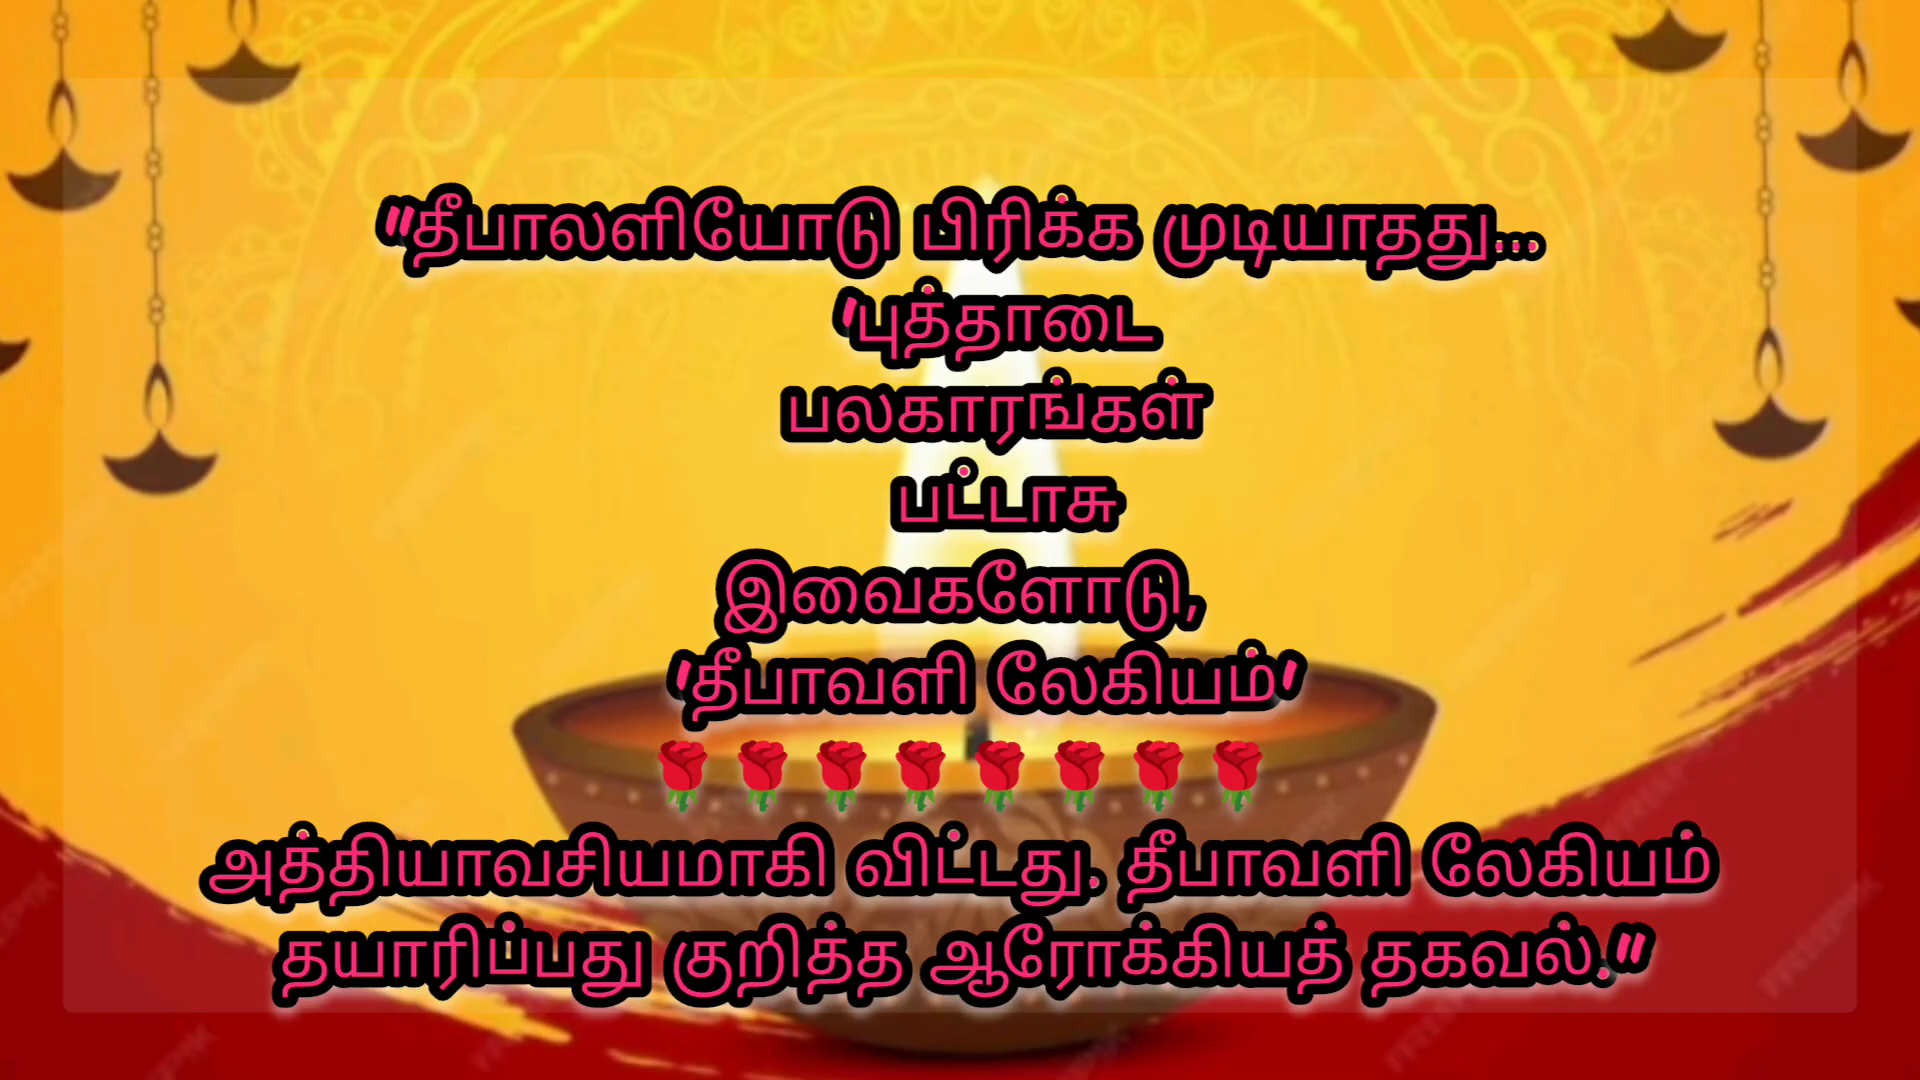 "தீபாலளியோடு பிரிக்க முடியாதது...
'புத்தாடை
பலகாரங்கள்
பட்டாசு
இவைகளோடு,
'தீபாவளி லேகியம்'
🌹🌹🌹🌹🌹🌹🌹🌹
அத்தியாவசியமாகி விட்டது. தீபாவளி லேகியம்
தயாரிப்பது குறித்த ஆரோக்கியத் தகவல்."